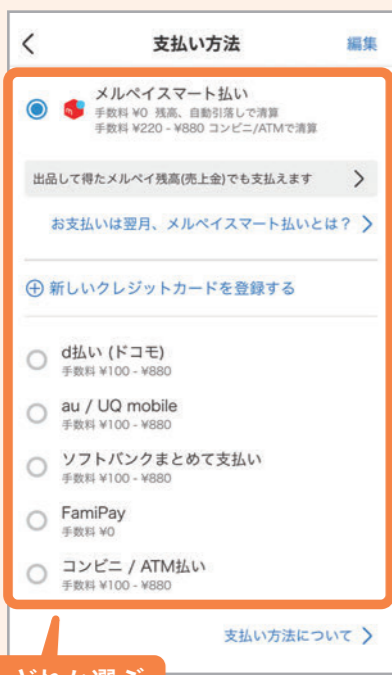 支払い方法
編集
メルペイスマート払い
手数料 ¥0 残高、自動引落しで清算
手数料 ¥220 - ¥880 コンビニ/ATMで清算
出品して得たメルペイ残高(売上金)でも支払えます
お支払いは翌月、メルペイスマート払いとは?
新しいクレジットカードを登録する
d払い (ドコモ)
手数料 ¥100 - ¥880
au / UQ mobile
手数料 ¥100 - ¥880
ソフトバンクまとめて支払い
手数料 ¥100 - ¥880
FamiPay
手数料 ¥0
コンビニ / ATM払い
手数料 ¥100 - ¥880
支払い方法について